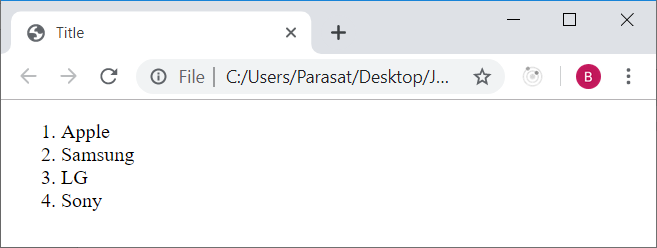 Title
File | C:/Users/Parasat/Desktop/J... B
1. Apple
2. Samsung
3. LG
4. Sony